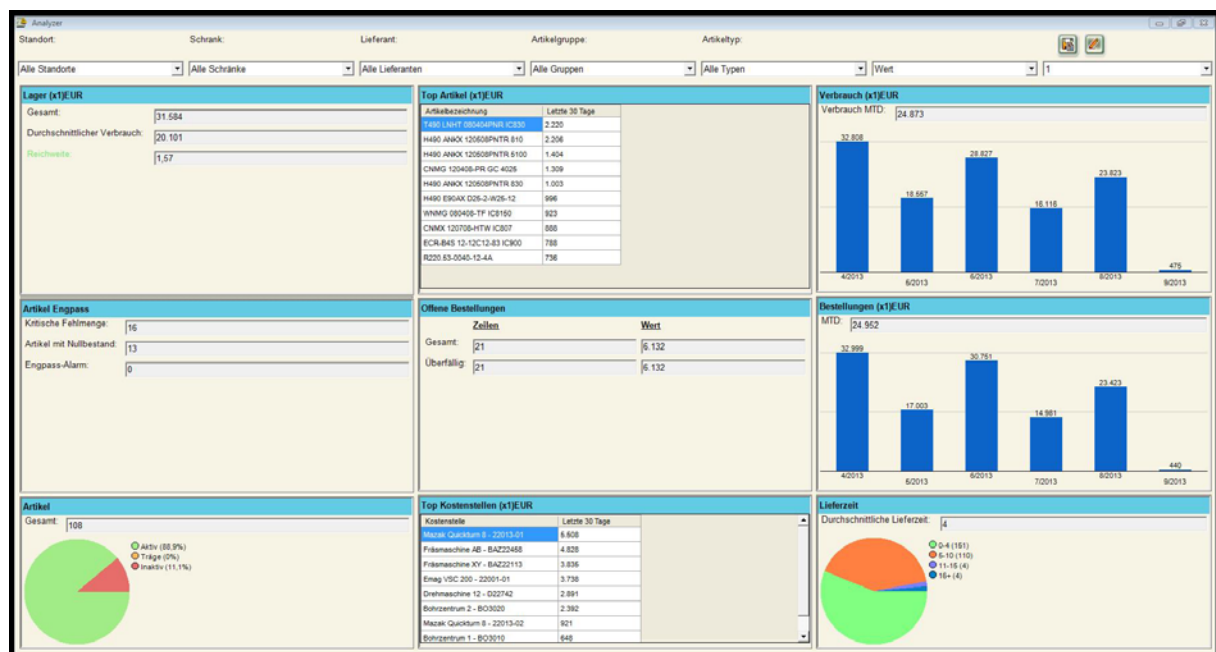 Analyzer
Standort: Schrank: Lieferant: Artikelgruppe: Artikeltyp:
Alle Standorte Alle Schränke Alle Lieferanten Alle Gruppen Alle Typen Wert 1
Lager (x1)EUR
Gesamt: 31.584
Durchschnittlicher Verbrauch: 20.101
Reichweite: 1,57
Top Artikel (x1)EUR
Artikelbezeichnung Letzte 30 Tage
T490 LNHT 080404PNR IC830 2.220
H490 ANKX 120508PNTR 810 2.206
H490 ANKX 120508PNTR 5100 1.404
CNMG 120408-PR GC 4025 1.309
H490 ANKX 120508PNTR 830 1.003
H490 E90AX D25-2-W25-12 996
WNMG 080408-TF IC8150 923
CNMX 120708-HTW IC807 888
ECR-B4S 12-12C12-83 IC900 788
R220.53-0040-12-4A 736
Verbrauch (x1)EUR
Verbrauch MTD: 24.873
32.808 18.557 28.827 16.116 23.823 475
4/2013 5/2013 6/2013 7/2013 8/2013 9/2013
Artikel Engpass
Kritische Fehlmenge: 16
Artikel mit Nullbestand: 13
Engpass-Alarm: 0
Offene Bestellungen
Zeilen Wert
Gesamt: 21 6.132
Überfällig: 21 6.132
Bestellungen (x1)EUR
MTD: 24.952
32.999 17.003 30.751 14.981 23.423 440
4/2013 5/2013 6/2013 7/2013 8/2013 9/2013
Artikel
Gesamt: 108
Aktiv (88,9%)
Träge (0%)
Inaktiv (11,1%)
Top Kostenstellen (x1)EUR
Kostenstelle Letzte 30 Tage
Mazak Quickturn 8 - 22013-01 5.608
Fräsmaschine AB - BAZ22468 4.828
Fräsmaschine XY - BAZ22113 3.836
Emag VSC 200 - 22001-01 3.738
Drehmaschine 12 - D22742 2.891
Bohrzentrum 2 - BO3020 2.392
Mazak Quickturn 8 - 22013-02 921
Bohrzentrum 1 - BO3010 648
Lieferzeit
Durchschnittliche Lieferzeit: 4
0-4 (151)
5-10 (110)
11-15 (4)
16+ (4)